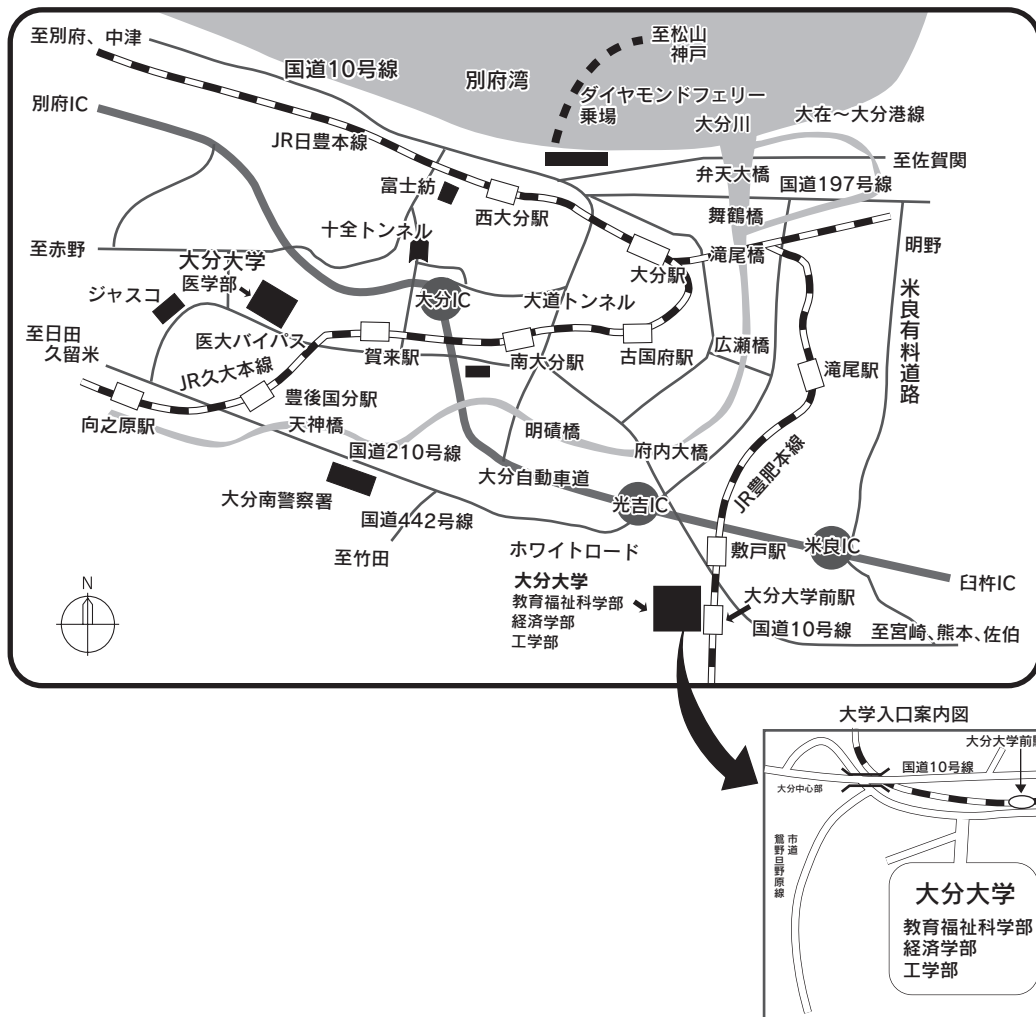 至別府、中津
国道10号線
別府湾
至松山
神戸
ダイヤモンドフェリー
乗場
大分川
大在〜大分港線
別府IC
JR日豊本線
至佐賀関
弁天大橋
国道197号線
富士紡
西大分駅
舞鶴橋
十全トンネル
至赤野
大分大学
医学部
大分駅
滝尾橋
明野
ジャスコ
大分IC
大道トンネル
米良有料道路
至日田
久留米
医大バイパス
賀来駅
南大分駅
古国府駅
広瀬橋
滝尾駅
JR久大本線
豊後国分駅
向之原駅
天神橋
明磧橋
国道210号線
府内大橋
大分自動車道
JR豊肥本線
大分南警察署
国道442号線
光吉IC
至竹田
ホワイトロード
敷戸駅
米良IC
臼杵IC
N
大分大学
教育福祉科学部
経済学部
工学部
大分大学前駅
国道10号線
至宮崎、熊本、佐伯
大学入口案内図
大分大学前駅
国道10号線
大分中心部
市道
鴛野旦野原線
大分大学
教育福祉科学部
経済学部
工学部